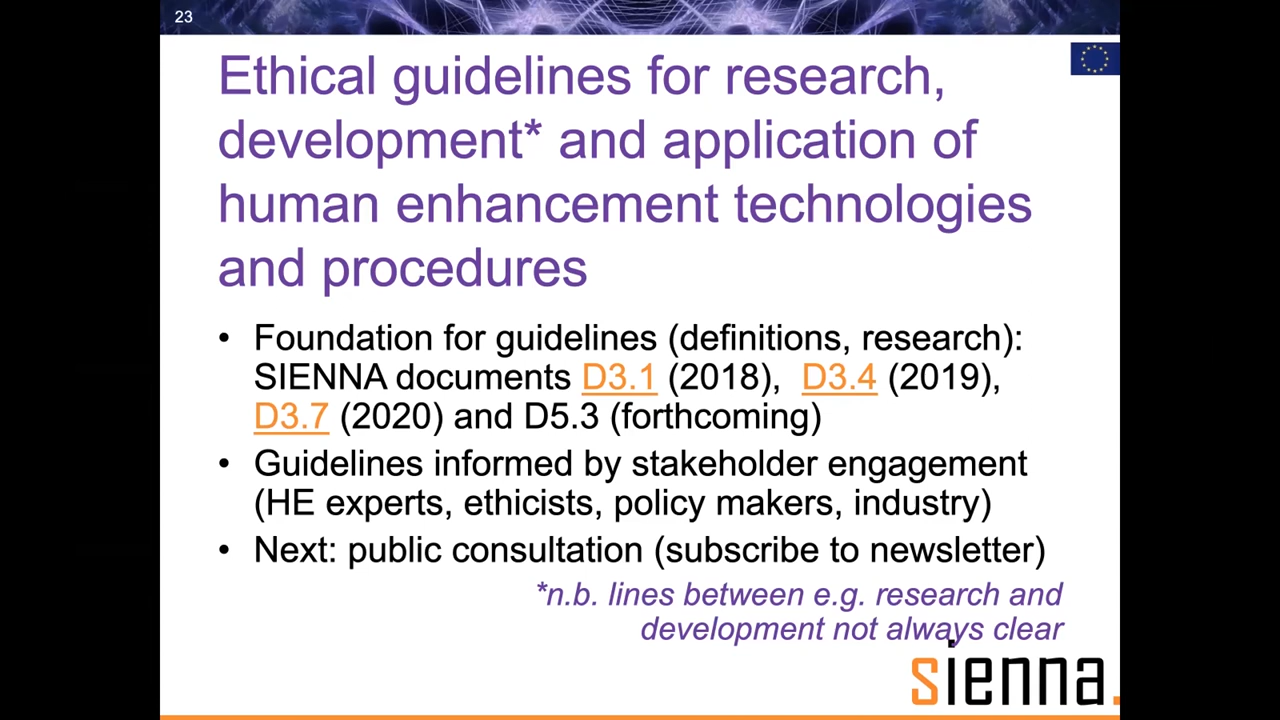 23
Ethical guidelines for research,
development* and application of
human enhancement technologies
and procedures
• Foundation for guidelines (definitions, research):
SIENNA documents D3.1 (2018), D3.4 (2019),
D3.7 (2020) and D5.3 (forthcoming)
• Guidelines informed by stakeholder engagement
(HE experts, ethicists, policy makers, industry)
• Next: public consultation (subscribe to newsletter)
*n.b. lines between e.g. research and
development not always clear
sienna.